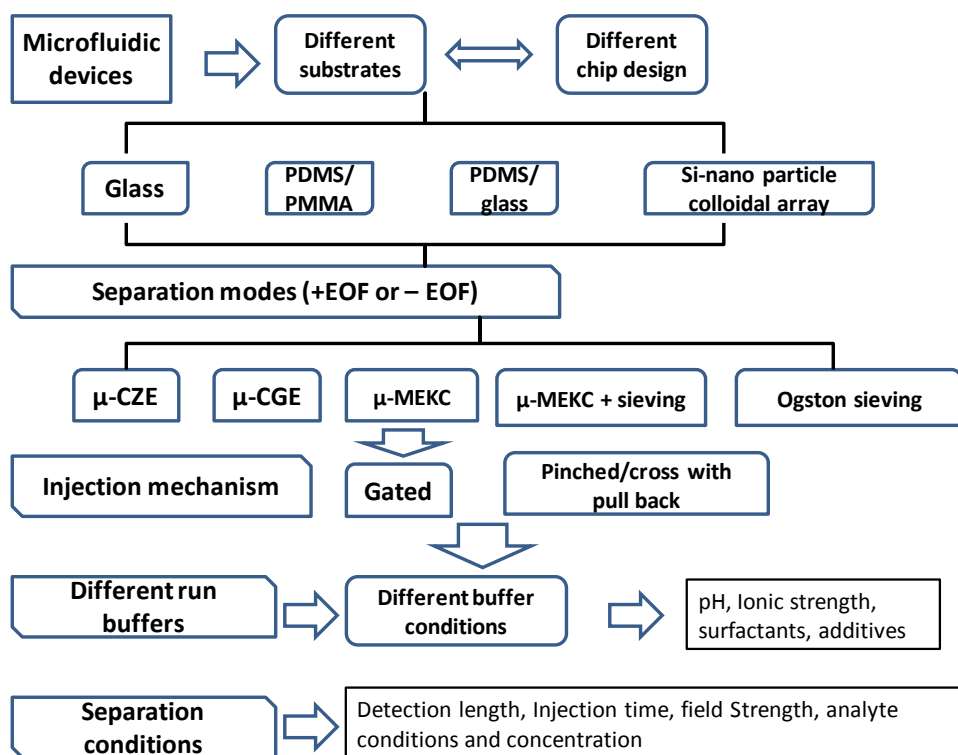 Microfluidic
devices
Different
substrates
Different
chip design
Glass
PDMS/
PMMA
PDMS/
glass
Si-nano particle
colloidal array
Separation modes (+EOF or – EOF)
µ-CZE
µ-CGE
µ-MEKC
µ-MEKC + sieving
Ogston sieving
Injection mechanism
Gated
Pinched/cross with
pull back
Different run
buffers
Different buffer
conditions
pH, Ionic strength,
surfactants, additives
Separation
conditions
Detection length, Injection time, field Strength, analyte
conditions and concentration